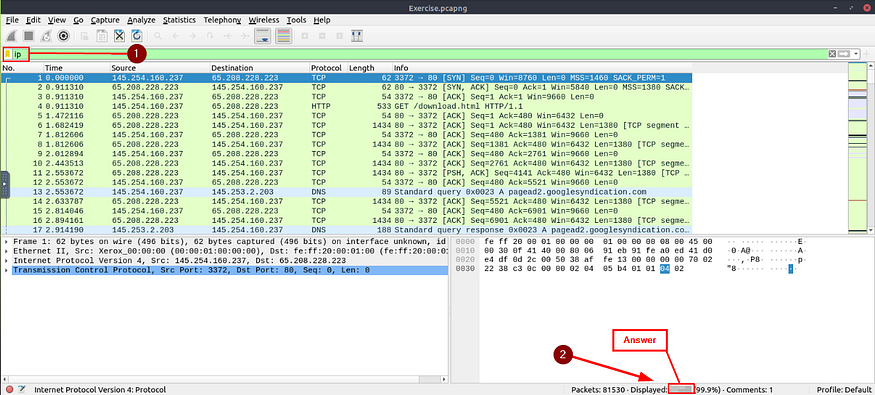 Exercise.pcapng
File Edit View Go Capture Analyze Statistics Telephony Wireless Tools Help
ip
1
No. Time Source Destination Protocol Length Info
1 0.000000 145.254.160.237 65.208.228.223 TCP 62 3372 → 80 [SYN] Seq=0 Win=8760 Len=0 MSS=1460 SACK_PERM=1
2 0.911310 65.208.228.223 145.254.160.237 TCP 62 80 → 3372 [SYN, ACK] Seq=0 Ack=1 Win=5840 Len=0 MSS=1380 SACK…
3 0.911310 145.254.160.237 65.208.228.223 TCP 54 3372 → 80 [ACK] Seq=1 Ack=1 Win=9660 Len=0
4 0.911310 145.254.160.237 65.208.228.223 HTTP 533 GET /download.html HTTP/1.1
5 1.472116 65.208.228.223 145.254.160.237 TCP 54 80 → 3372 [ACK] Seq=1 Ack=480 Win=6432 Len=0
6 1.682419 65.208.228.223 145.254.160.237 TCP 1434 80 → 3372 [ACK] Seq=1 Ack=480 Win=6432 Len=1380 [TCP segment …
7 1.812606 145.254.160.237 65.208.228.223 TCP 54 3372 → 80 [ACK] Seq=480 Ack=1381 Win=9660 Len=0
8 1.812606 65.208.228.223 145.254.160.237 TCP 1434 80 → 3372 [ACK] Seq=1381 Ack=480 Win=6432 Len=1380 [TCP segme…
9 2.012894 145.254.160.237 65.208.228.223 TCP 54 3372 → 80 [ACK] Seq=480 Ack=2761 Win=9660 Len=0
10 2.443513 65.208.228.223 145.254.160.237 TCP 1434 80 → 3372 [ACK] Seq=2761 Ack=480 Win=6432 Len=1380 [TCP segme…
11 2.553672 65.208.228.223 145.254.160.237 TCP 1434 80 → 3372 [PSH, ACK] Seq=4141 Ack=480 Win=6432 Len=1380 [TCP …
12 2.553672 145.254.160.237 65.208.228.223 TCP 54 3372 → 80 [ACK] Seq=480 Ack=5521 Win=9660 Len=0
13 2.553672 145.254.160.237 145.253.2.203 DNS 89 Standard query 0x0023 A pagead2.googlesyndication.com
14 2.633787 65.208.228.223 145.254.160.237 TCP 1434 80 → 3372 [ACK] Seq=5521 Ack=480 Win=6432 Len=1380 [TCP segme…
15 2.814046 145.254.160.237 65.208.228.223 TCP 54 3372 → 80 [ACK] Seq=480 Ack=6901 Win=9660 Len=0
16 2.894161 65.208.228.223 145.254.160.237 TCP 1434 80 → 3372 [ACK] Seq=6901 Ack=480 Win=6432 Len=1380 [TCP segme…
17 2.914190 145.253.2.203 145.254.160.237 DNS 188 Standard query response 0x0023 A pagead2.googlesyndication.co…
Frame 1: 62 bytes on wire (496 bits), 62 bytes captured (496 bits) on interface unknown, id
Ethernet II, Src: Xerox_00:00:00 (00:00:01:00:00:00), Dst: fe:ff:20:00:01:00 (fe:ff:20:00:01:0
Internet Protocol Version 4, Src: 145.254.160.237, Dst: 65.208.228.223
Transmission Control Protocol, Src Port: 3372, Dst Port: 80, Seq: 0, Len: 0
0000 fe ff 20 00 01 00 00 00 01 00 00 00 08 00 45 00 ·· ······ ······E·
0010 00 30 0f 41 40 00 80 06 91 eb 91 fe a0 ed 41 d0 ·0·A@··· ······A·
0020 e4 df 0d 2c 00 50 38 af fe 13 00 00 00 00 70 02 ···,·P8· ······p·
0030 22 38 c3 0c 00 00 02 04 05 b4 01 01 04 02 "8······ ······
Answer
2
Internet Protocol Version 4: Protocol
Packets: 81530 · Displayed: (99.9%) · Comments: 1
Profile: Default